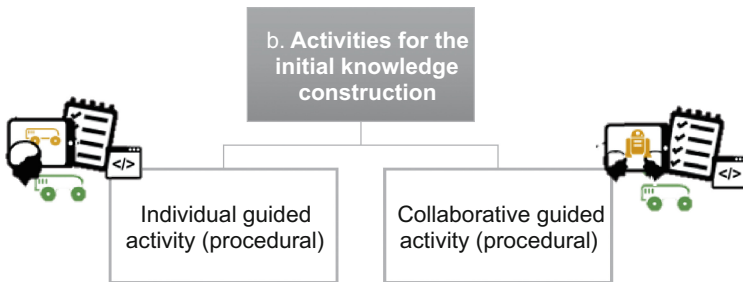 b. Activities for the
initial knowledge
construction
</>
</>
Individual guided
activity (procedural)
Collaborative guided
activity (procedural)